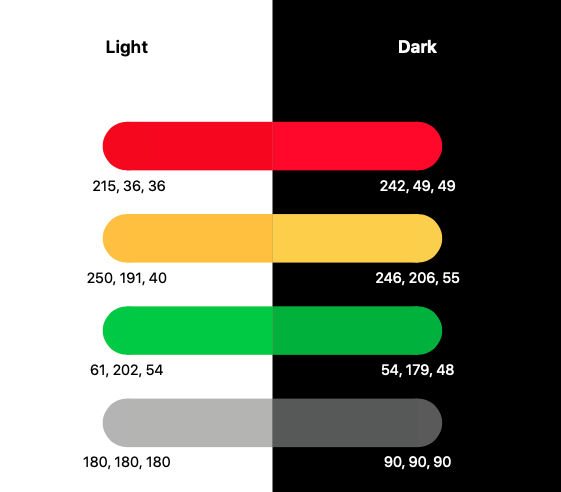 Light
Dark
215, 36, 36
242, 49, 49
250, 191, 40
246, 206, 55
61, 202, 54
54, 179, 48
180, 180, 180
90, 90, 90